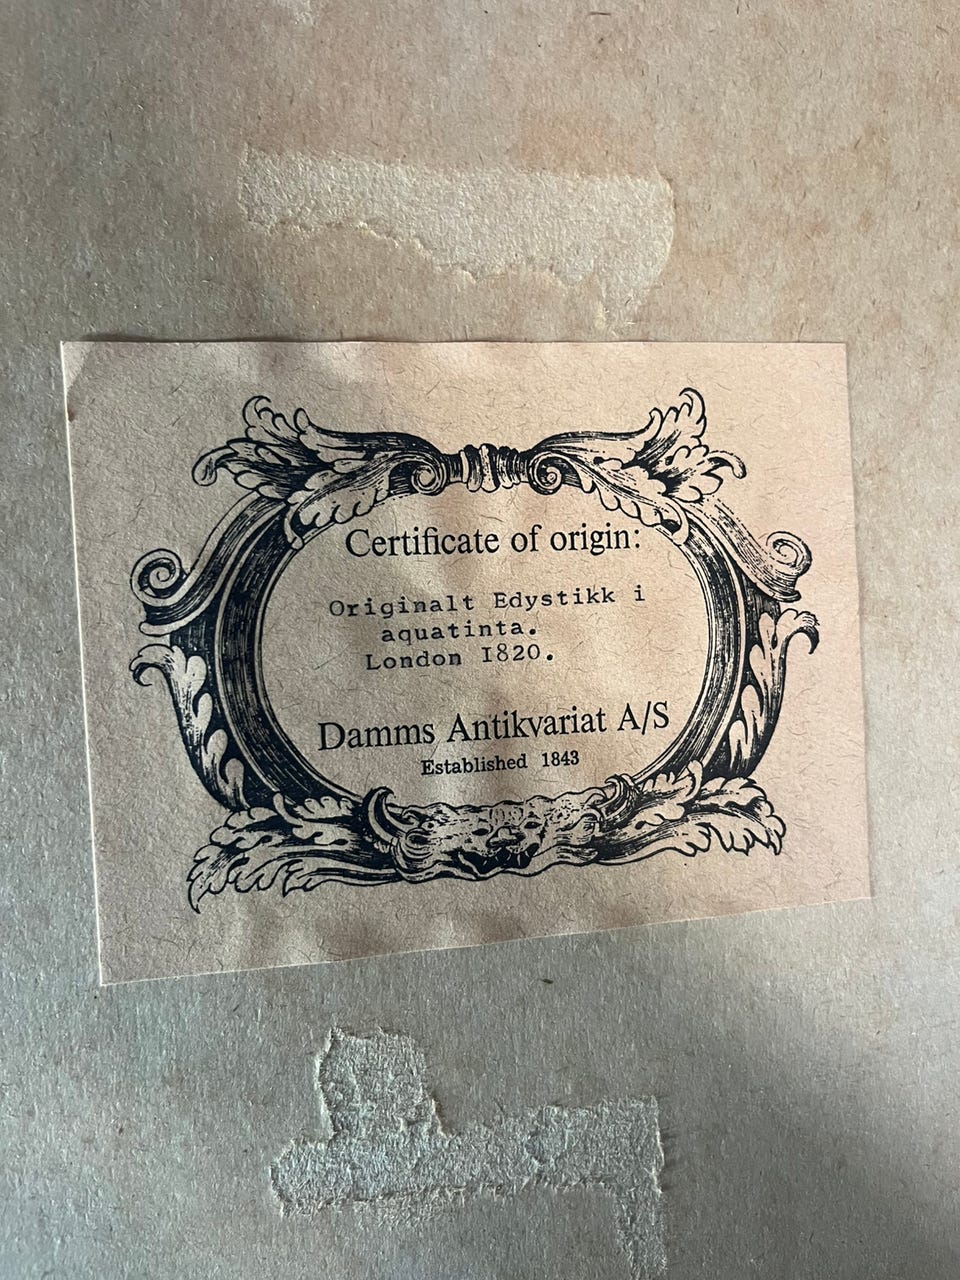 Certificate of origin:
Originalt Edystikk i
aquatinta.
London 1820.
Damms Antikvariat A/S
Established 1843